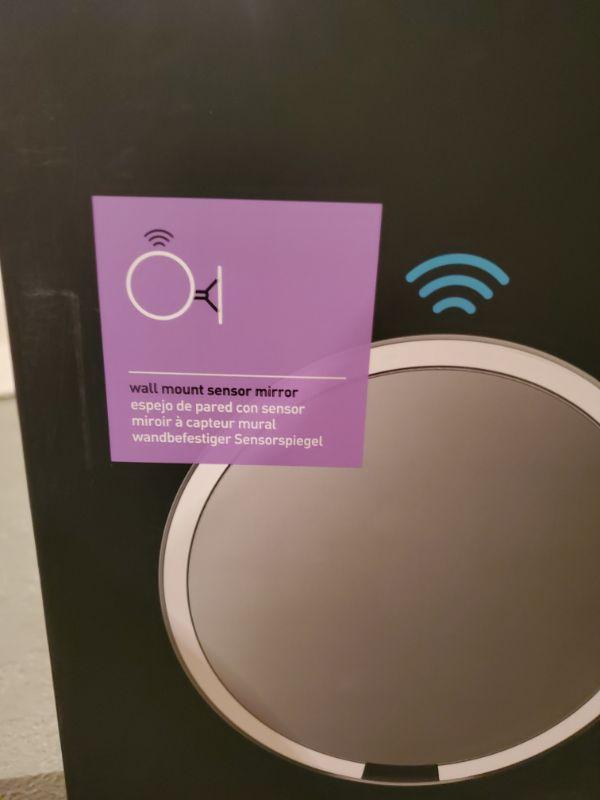 wall mount sensor mirror
espejo de pared con sensor
miroir à capteur mural
wandbefestiger Sensorspiegel